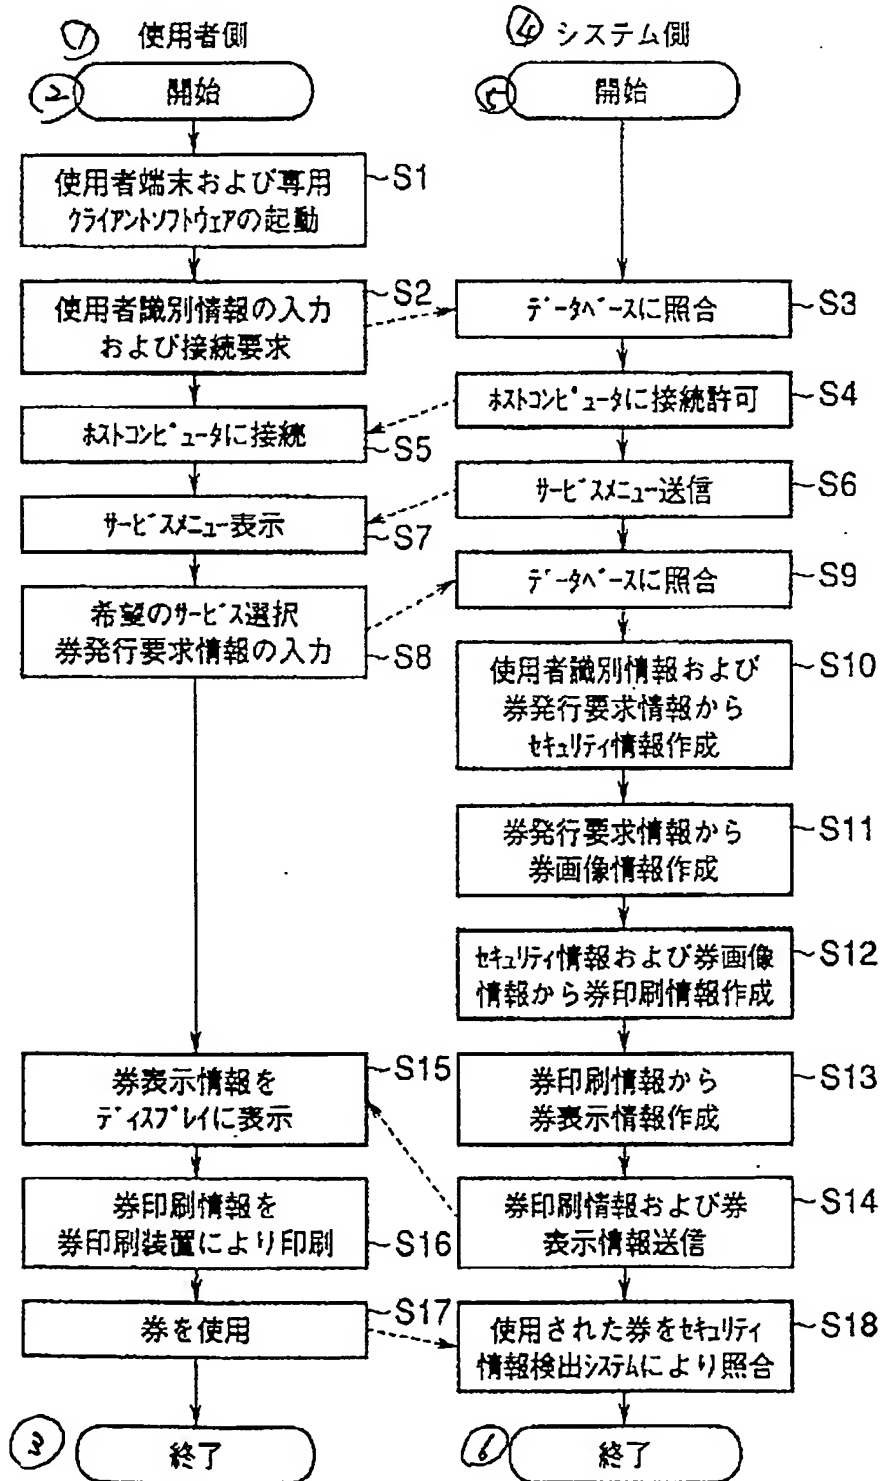 ① 使用者側
② 開始
使用者端末および専用
クライアントソフトウェアの起動
S1
使用者識別情報の入力
および接続要求
S2
ホストコンピュータに接続
S5
サービスメニュー表示
S7
希望のサービス選択
券発行要求情報の入力
S8
券表示情報を
ディスプレイに表示
S15
券印刷情報を
券印刷装置により印刷
S16
券を使用
S17
③ 終了
④ システム側
⑤ 開始
データベースに照合
S3
ホストコンピュータに接続許可
S4
サービスメニュー送信
S6
データベースに照合
S9
使用者識別情報および
券発行要求情報から
セキュリティ情報作成
S10
券発行要求情報から
券画像情報作成
S11
セキュリティ情報および券画像
情報から券印刷情報作成
S12
券印刷情報から
券表示情報作成
S13
券印刷情報および券
表示情報送信
S14
使用された券をセキュリティ
情報検出システムにより照合
S18
⑥ 終了